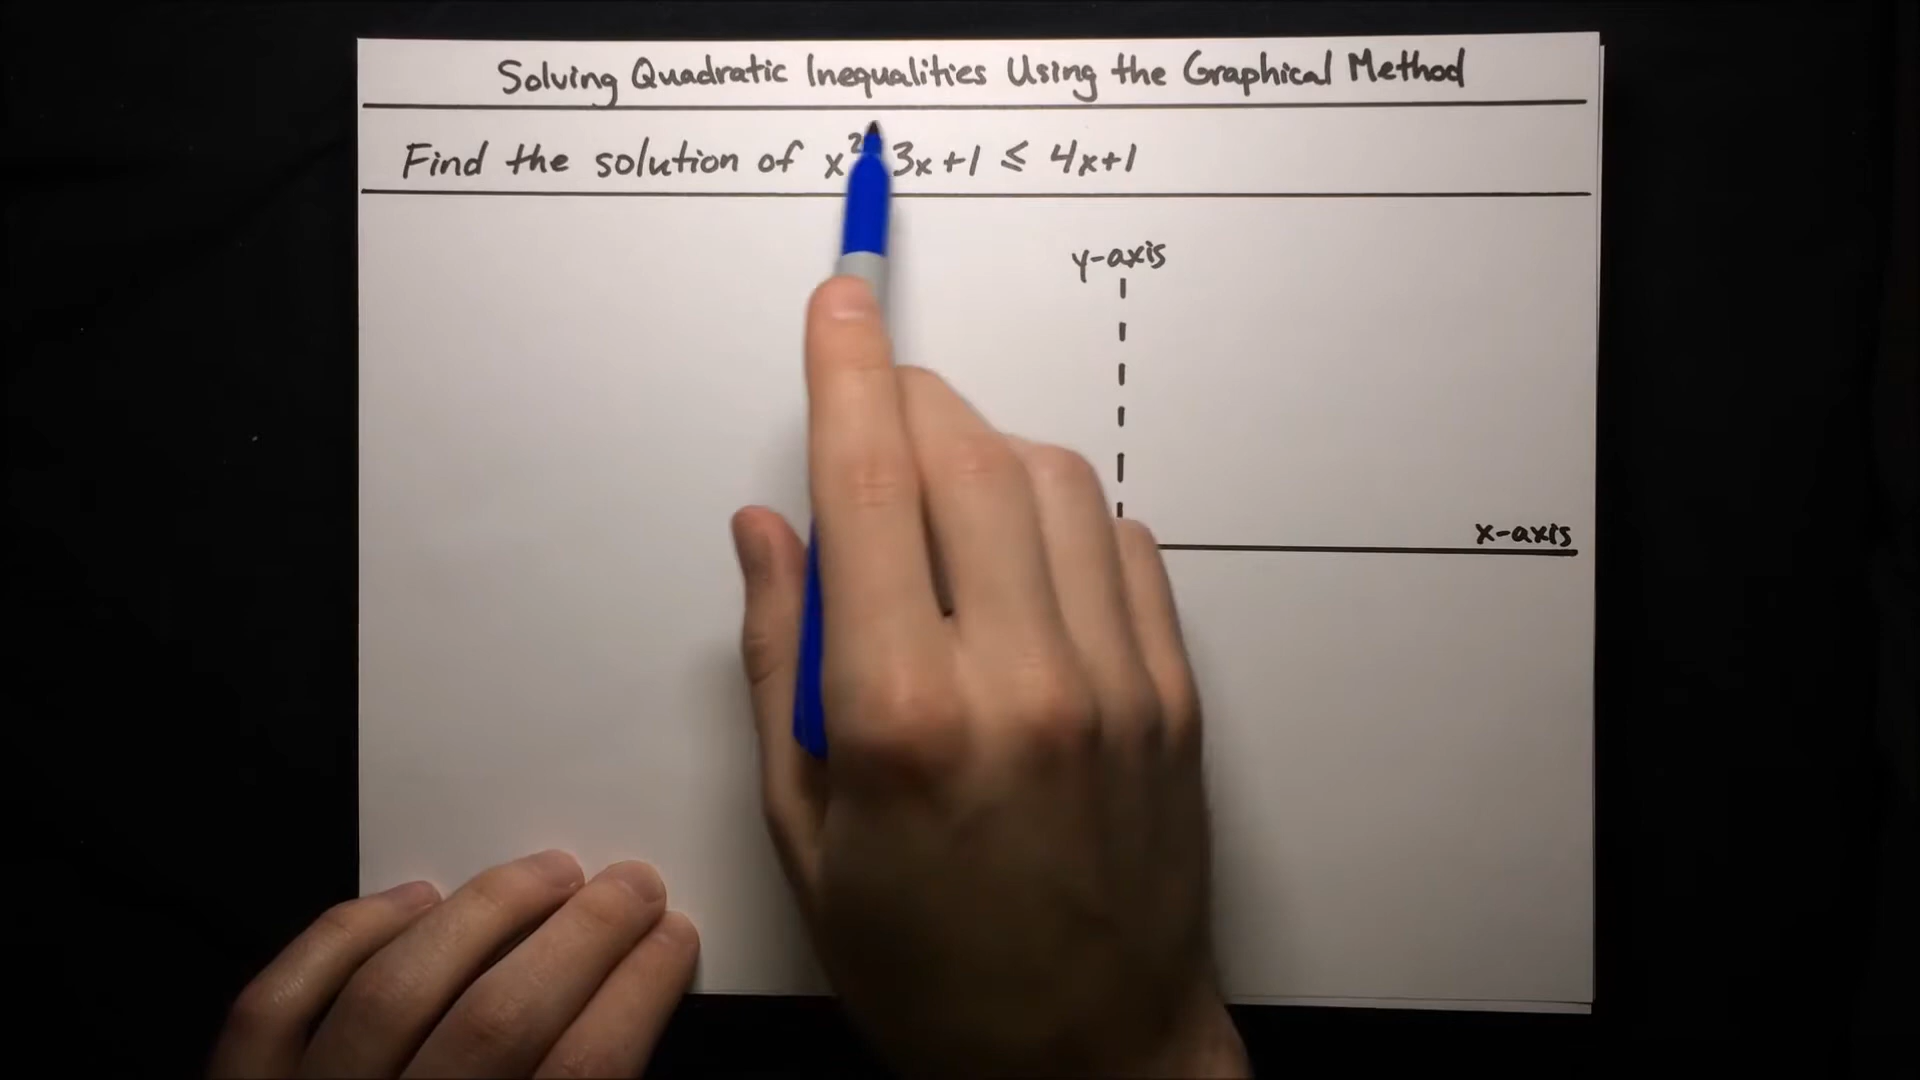 Solving Quadratic Inequalities Using the Graphical Method
Find the solution of x² 3x+1 ≤ 4x+1
y-axis
x-axis